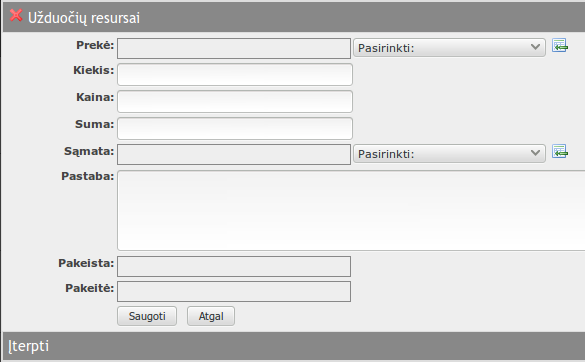 Užduočių resursai
Prekė: Pasirinkti:
Kiekis:
Kaina:
Suma:
Sąmata: Pasirinkti:
Pastaba:
Pakeista:
Pakeitė:
Saugoti Atgal
Įterpti